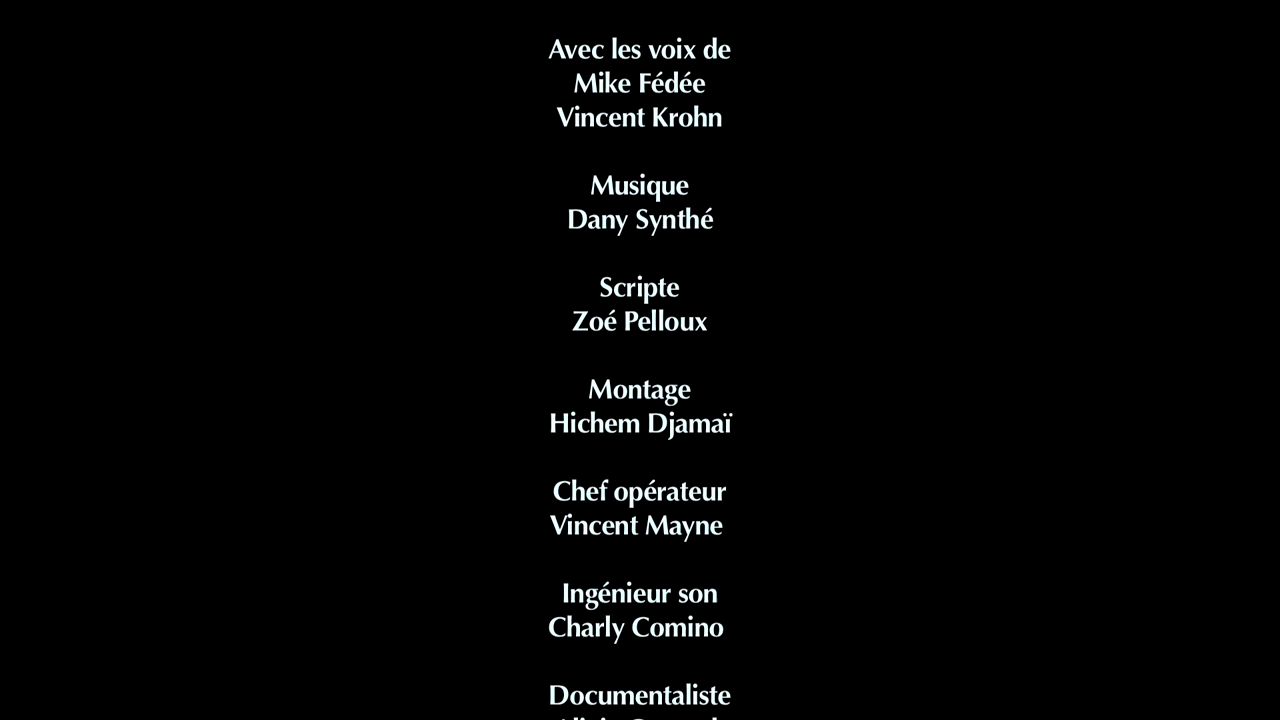 Avec les voix de
Mike Fédée
Vincent Krohn
Musique
Dany Synthé
Scripte
Zoé Pelloux
Montage
Hichem Djamaï
Chef opérateur
Vincent Mayne
Ingénieur son
Charly Comino
Documentaliste